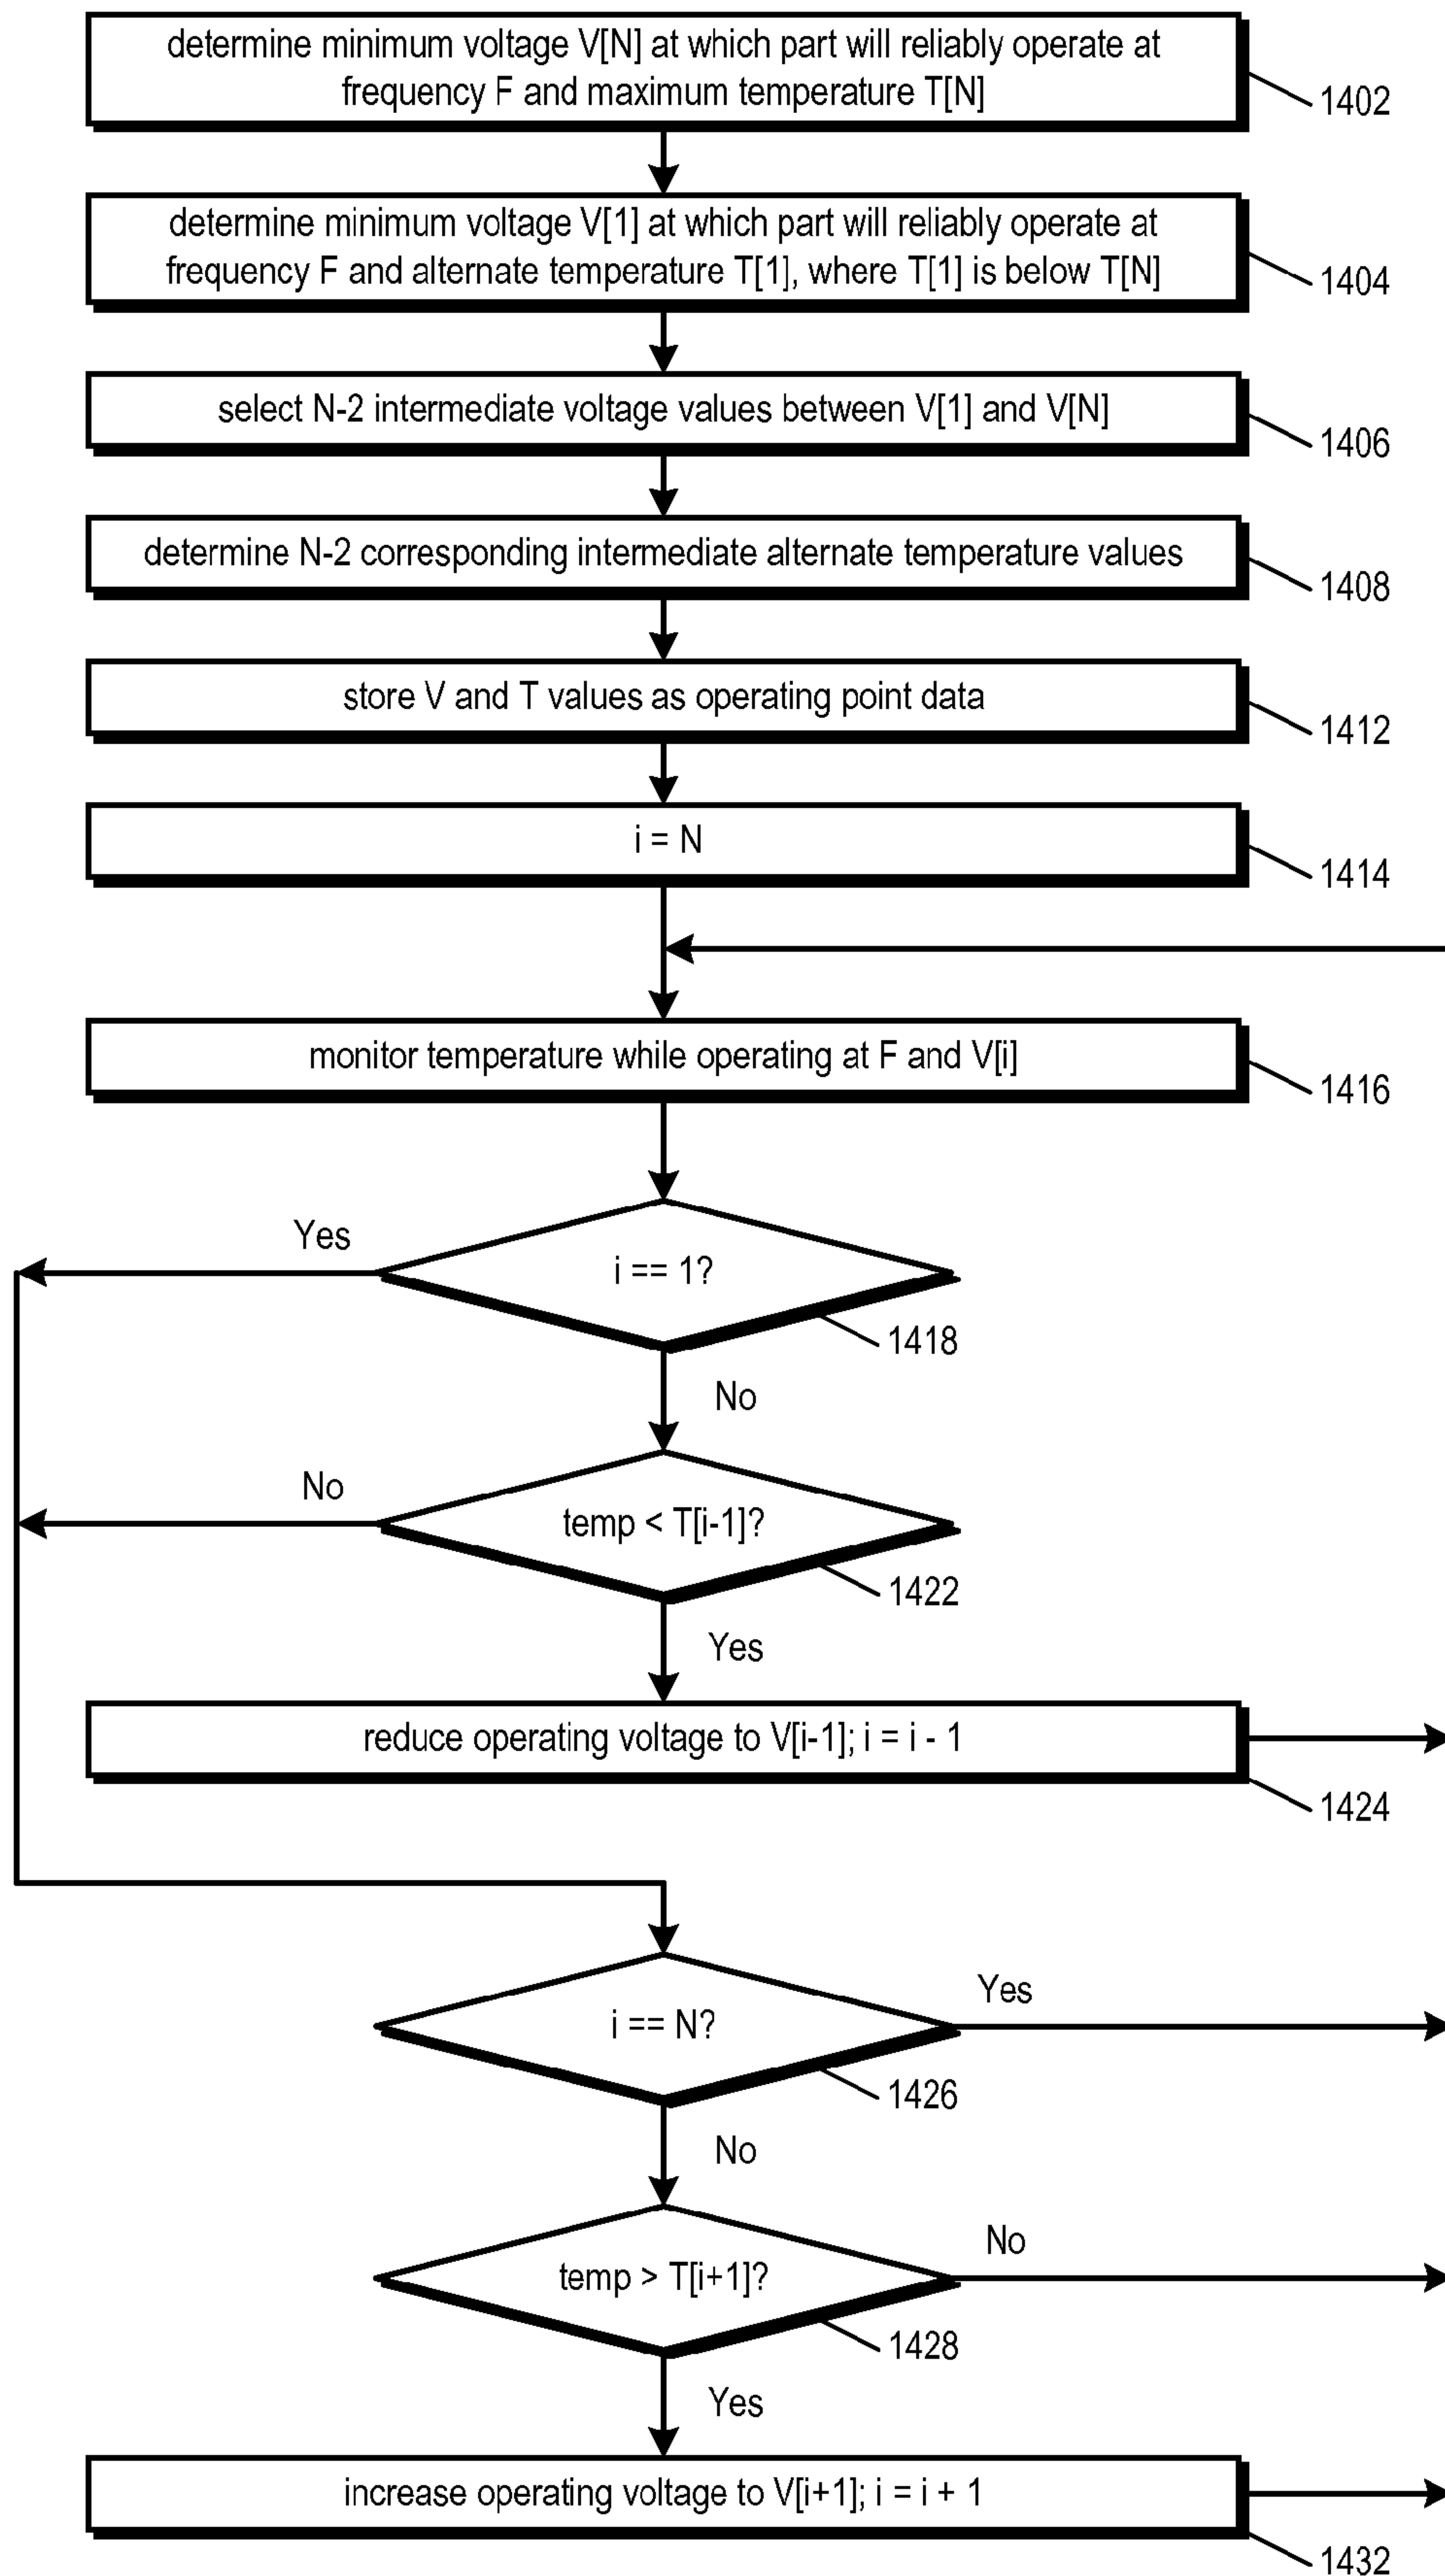 determine minimum voltage V[N] at which part will reliably operate at
frequency F and maximum temperature T[N]
1402
determine minimum voltage V[1] at which part will reliably operate at
frequency F and alternate temperature T[1], where T[1] is below T[N]
1404
select N-2 intermediate voltage values between V[1] and V[N]
1406
determine N-2 corresponding intermediate alternate temperature values
1408
store V and T values as operating point data
1412
i = N
1414
monitor temperature while operating at F and V[i]
1416
Yes
i == 1?
1418
No
No
temp < T[i-1]?
1422
Yes
reduce operating voltage to V[i-1]; i = i - 1
1424
Yes
i == N?
1426
No
No
temp > T[i+1]?
1428
Yes
increase operating voltage to V[i+1]; i = i + 1
1432